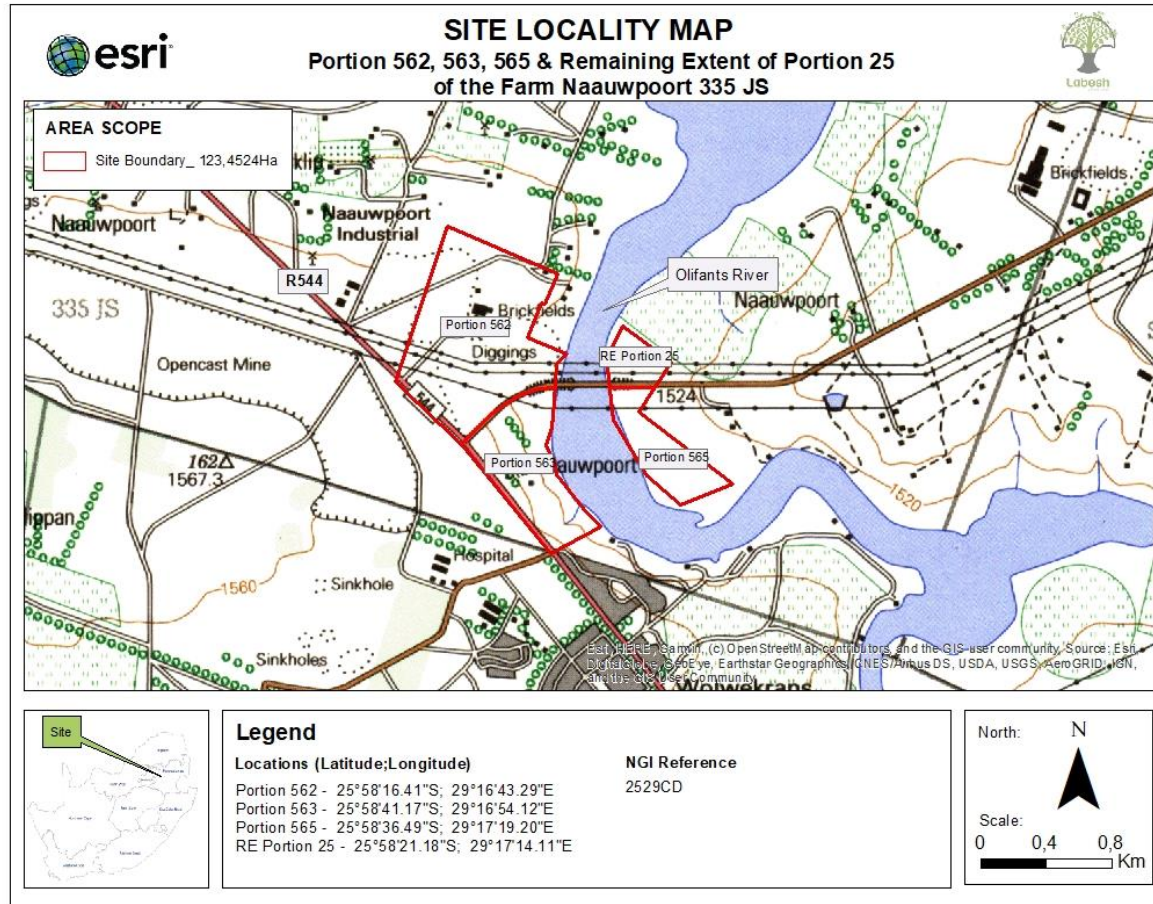 esri
SITE LOCALITY MAP
Portion 562, 563, 565 & Remaining Extent of Portion 25
of the Farm Naauwpoort 335 JS
Labesh
AREA SCOPE
Site Boundary_ 123,4524Ha
Naauwpoort
Naauwpoort
Industrial
R544
335 JS
Opencast Mine
Portion 562
Brickfields
Diggings
Olifants River
Naauwpoort
Brickfields
RE Portion 25
1524
544
Portion 563
auwpoort
Portion 565
162
1567.3
1520
Hospital
1560
Sinkhole
Sinkholes
Esri, HERE, Garmin, (c) OpenStreetMap contributors, and the GIS user community, Source: Esri,
DigitalGlobe, GeoEye, Earthstar Geographics, CNES/Airbus DS, USDA, USGS, AeroGRID, IGN,
and the GIS User Community
Wolwekrans
Site
Legend
Locations (Latitude;Longitude)
Portion 562 - 25°58'16.41"S; 29°16'43.29"E
Portion 563 - 25°58'41.17"S; 29°16'54.12"E
Portion 565 - 25°58'36.49"S; 29°17'19.20"E
RE Portion 25 - 25°58'21.18"S; 29°17'14.11"E
NGI Reference
2529CD
North:
N
Scale:
0 0,4 0,8
Km